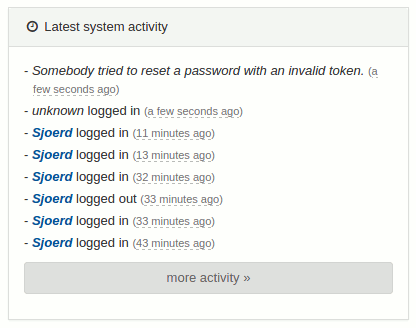 Latest system activity
- Somebody tried to reset a password with an invalid token. (a
few seconds ago)
- unknown logged in (a few seconds ago)
- Sjoerd logged in (11 minutes ago)
- Sjoerd logged in (13 minutes ago)
- Sjoerd logged in (32 minutes ago)
- Sjoerd logged out (33 minutes ago)
- Sjoerd logged in (33 minutes ago)
- Sjoerd logged in (43 minutes ago)
more activity »